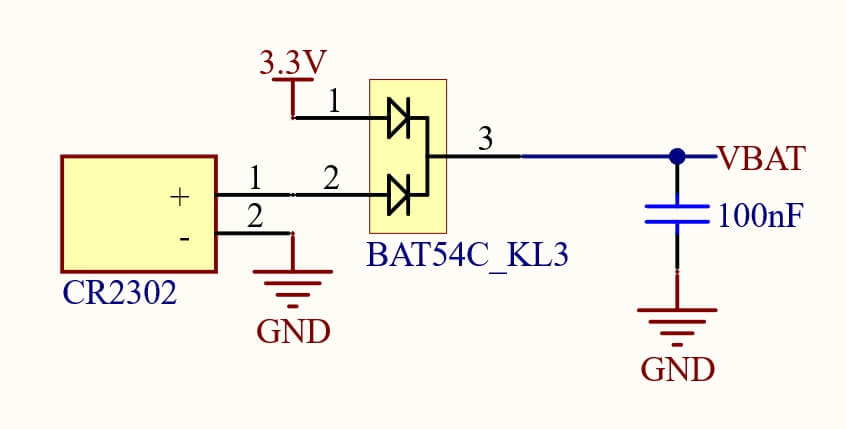 3.3V
1
3
VBAT
+
1
2
2
-
100nF
BAT54C_KL3
CR2302
GND
GND